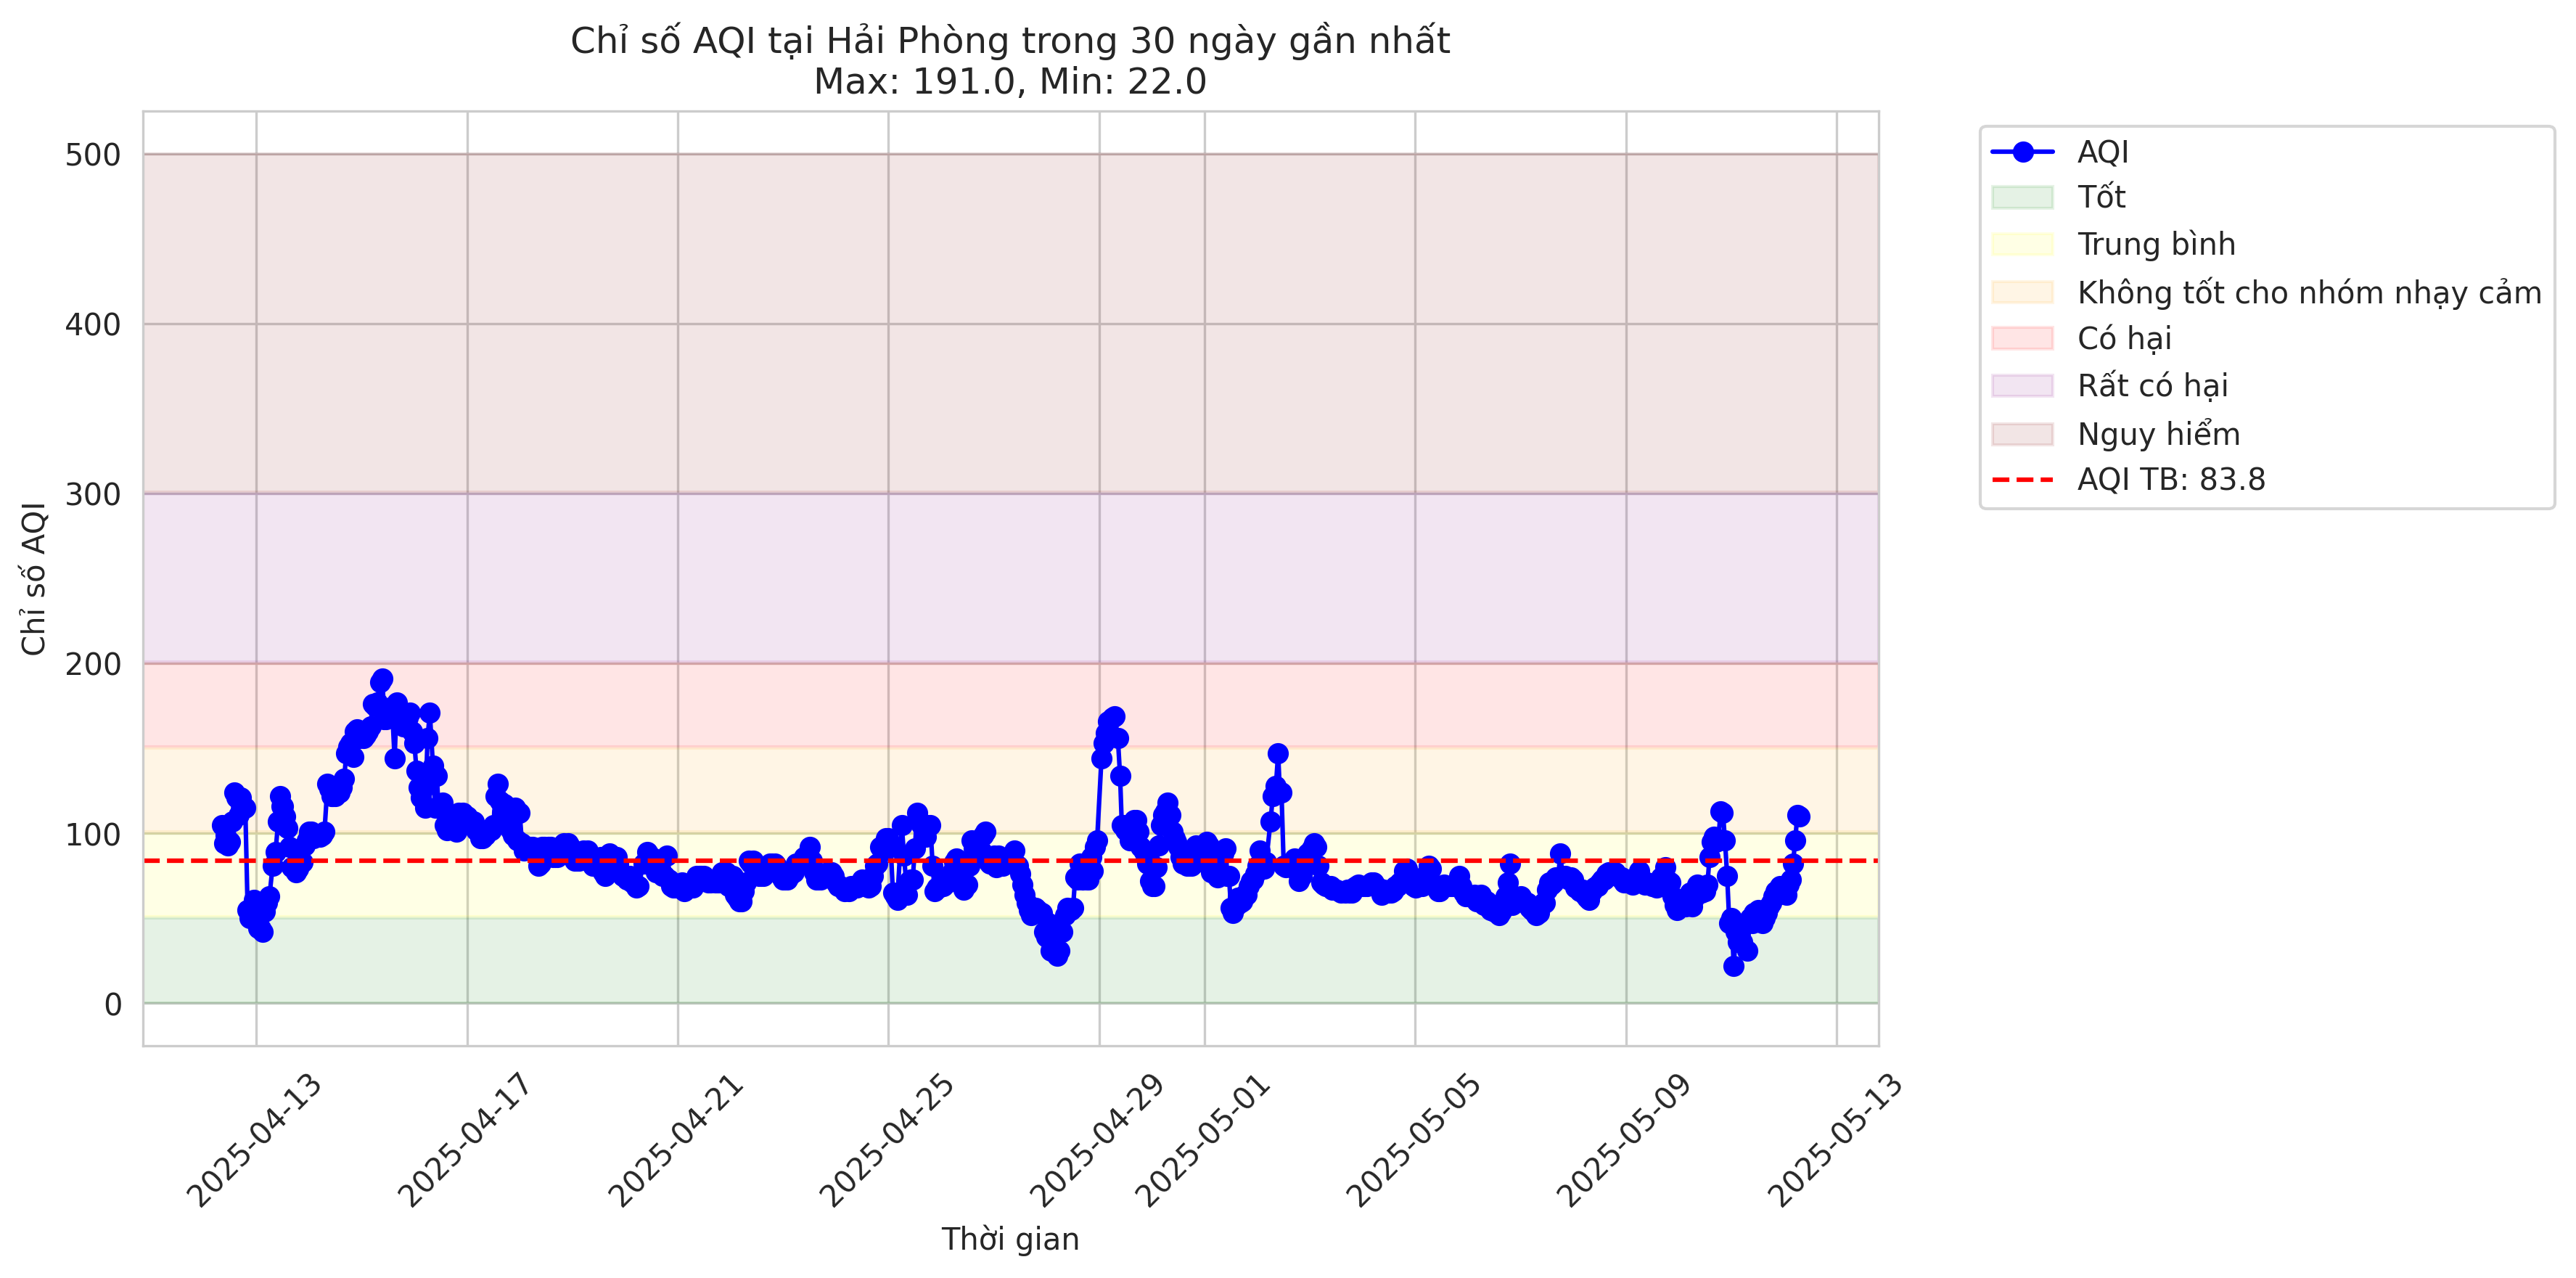 Chỉ số AQI tại Hải Phòng trong 30 ngày gần nhất
Max: 191.0, Min: 22.0
Chỉ số AQI
500
400
300
200
100
0
2025-04-13
2025-04-17
2025-04-21
2025-04-25
2025-04-29
2025-05-01
2025-05-05
2025-05-09
2025-05-13
Thời gian
AQI
Tốt
Trung bình
Không tốt cho nhóm nhạy cảm
Có hại
Rất có hại
Nguy hiểm
AQI TB: 83.8